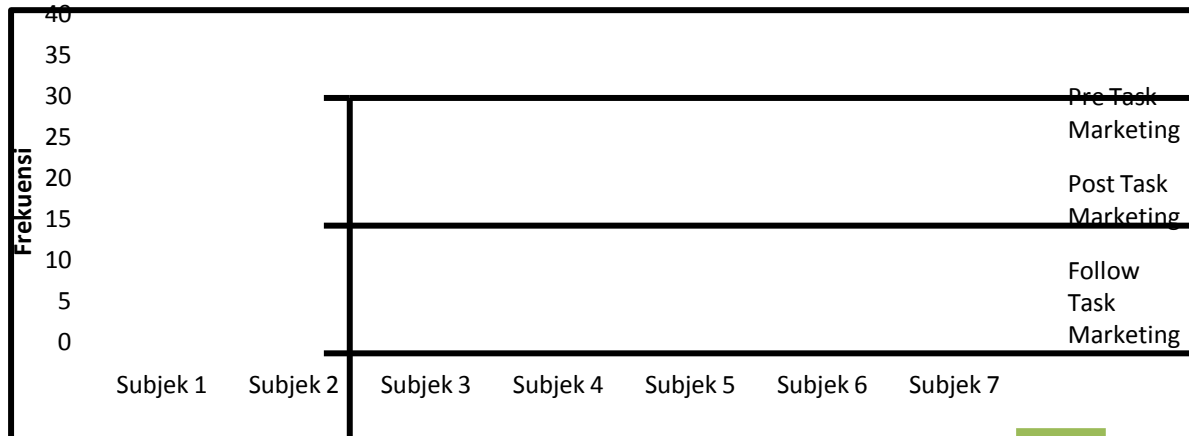 40
35
30
25
20
15
10
5
0
Frekuensi
Subjek 1 Subjek 2 Subjek 3 Subjek 4 Subjek 5 Subjek 6 Subjek 7
Pre Task
Marketing
Post Task
Marketing
Follow
Task
Marketing